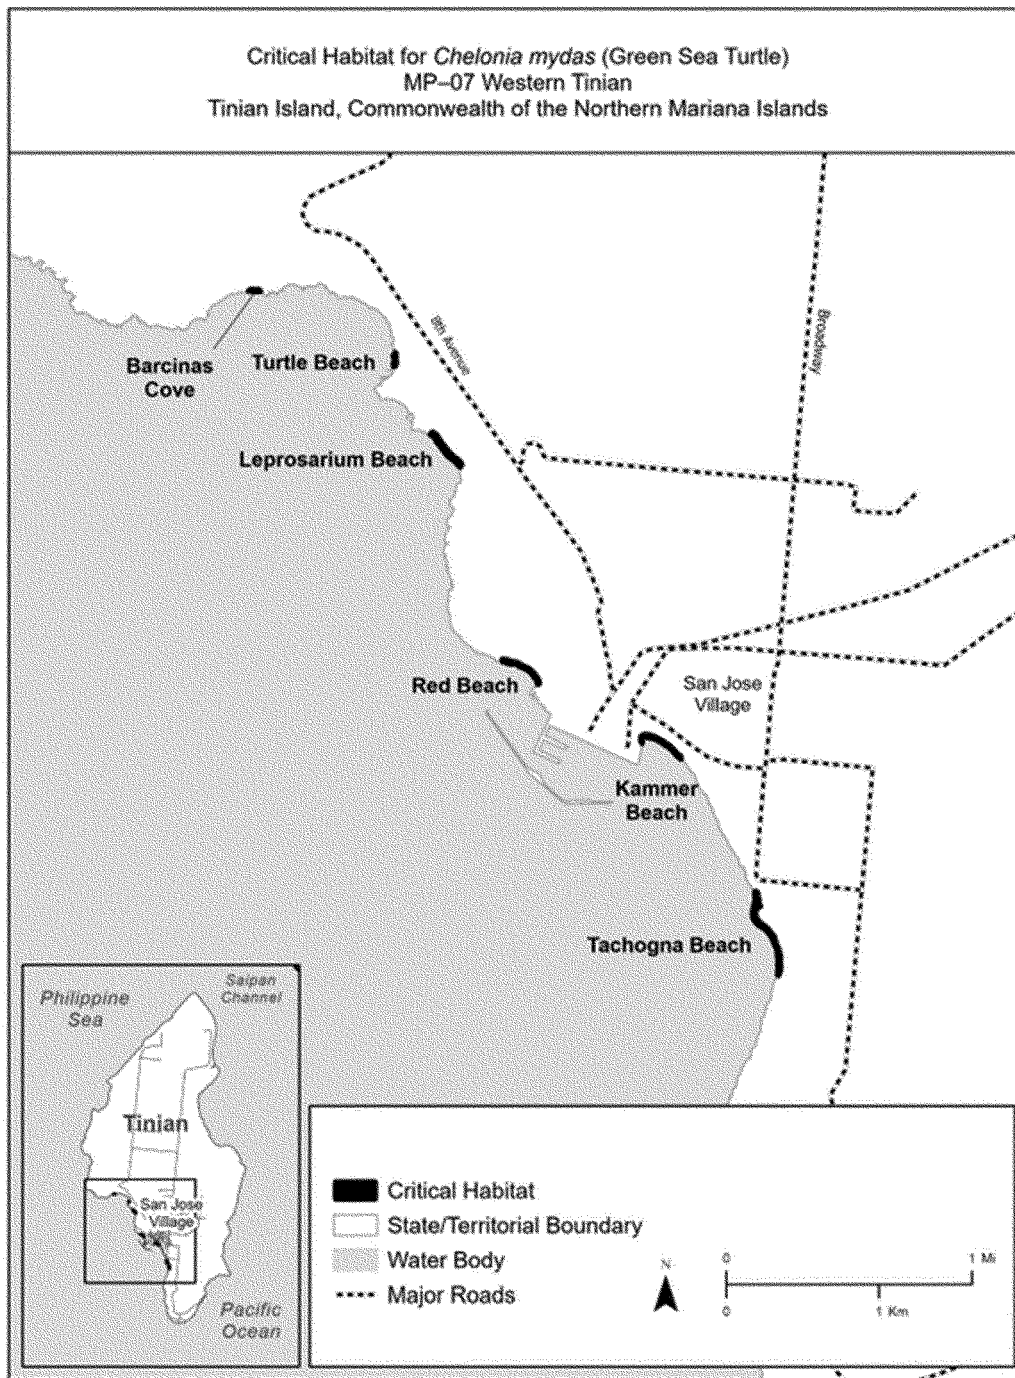 Critical Habitat for Chelonia mydas (Green Sea Turtle)
MP–07 Western Tinian
Tinian Island, Commonwealth of the Northern Mariana Islands
8th Avenue
Broadway
Barcinas
Cove
Turtle Beach
Leprosarium Beach
Red Beach
San Jose
Village
Kammer
Beach
Tachogna Beach
Philippine
Sea
Saipan
Channel
Tinian
San Jose
Village
Pacific
Ocean
Critical Habitat
State/Territorial Boundary
Water Body
Major Roads
N
0
1 Mi
0
1 Km